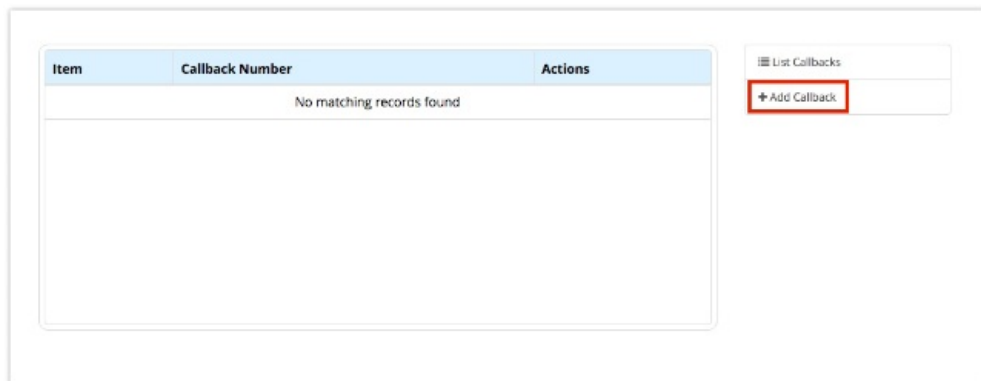 Item Callback Number Actions
No matching records found
List Callbacks
+ Add Callback